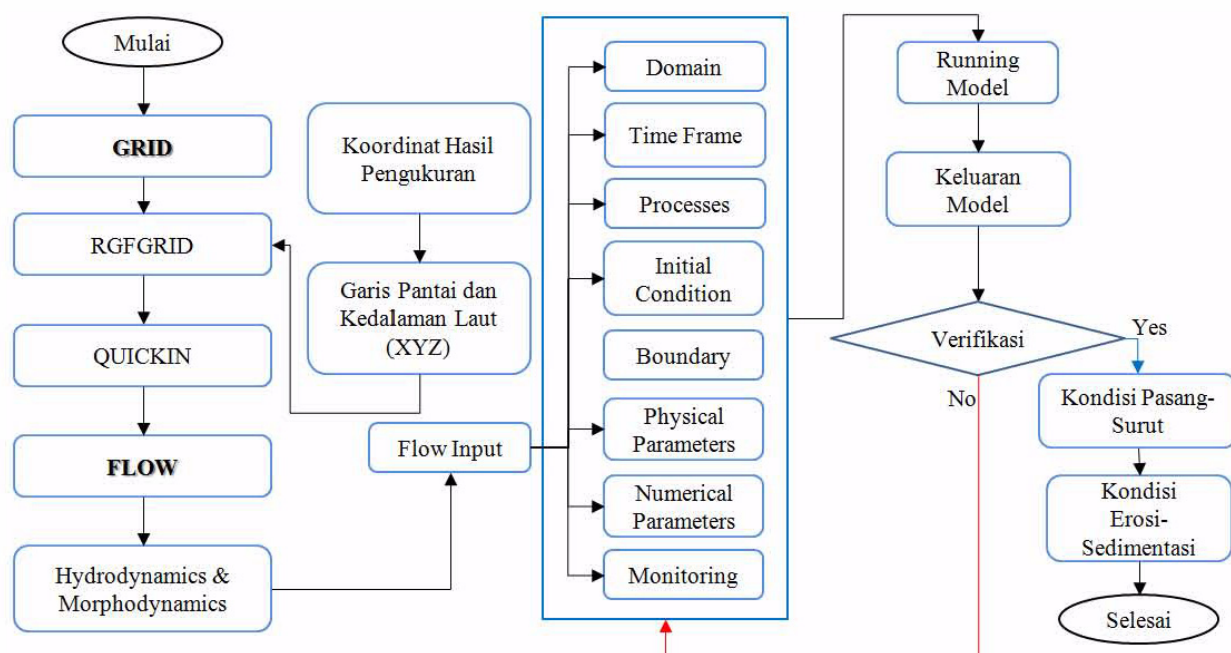 Mulai
GRID
RGFGRID
QUICKIN
FLOW
Hydrodynamics &
Morphodynamics
Koordinat Hasil
Pengukuran
Garis Pantai dan
Kedalaman Laut
(XYZ)
Flow Input
Domain
Time Frame
Processes
Initial
Condition
Boundary
Physical
Parameters
Numerical
Parameters
Monitoring
Running
Model
Keluaran
Model
Verifikasi
Yes
No
Kondisi Pasang-
Surut
Kondisi
Erosi-
Sedimentasi
Selesai